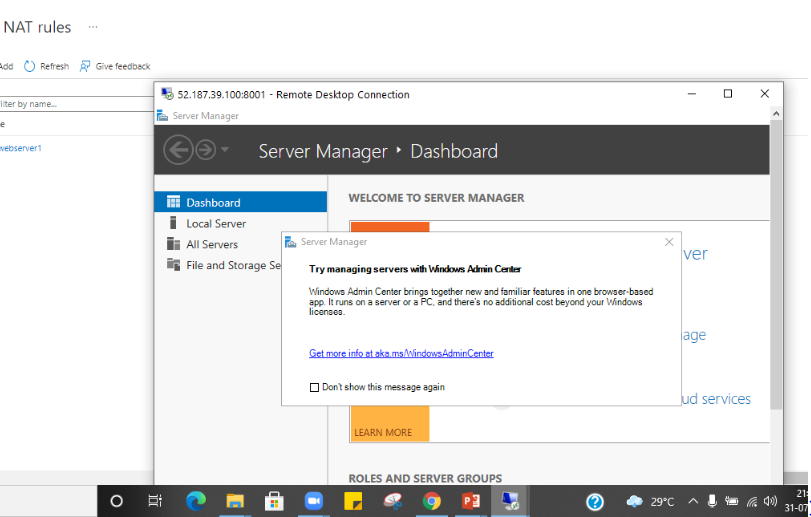 NAT rules
Add Refresh Give feedback
filter by name...
52.187.39.100:8001 - Remote Desktop Connection
Server Manager
Server Manager Dashboard
webserver1
WELCOME TO SERVER MANAGER
Dashboard
Local Server
All Servers
File and Storage Se
Server Manager
Try managing servers with Windows Admin Center
Windows Admin Center brings together new and familiar features in one browser-based
app. It runs on a server or a PC, and there's no additional cost beyond your Windows
licenses.
Get more info at aka.ms/WindowsAdminCenter
Don't show this message again
ver
age
ud services
LEARN MORE
ROLES AND SERVER GROUPS
29°C